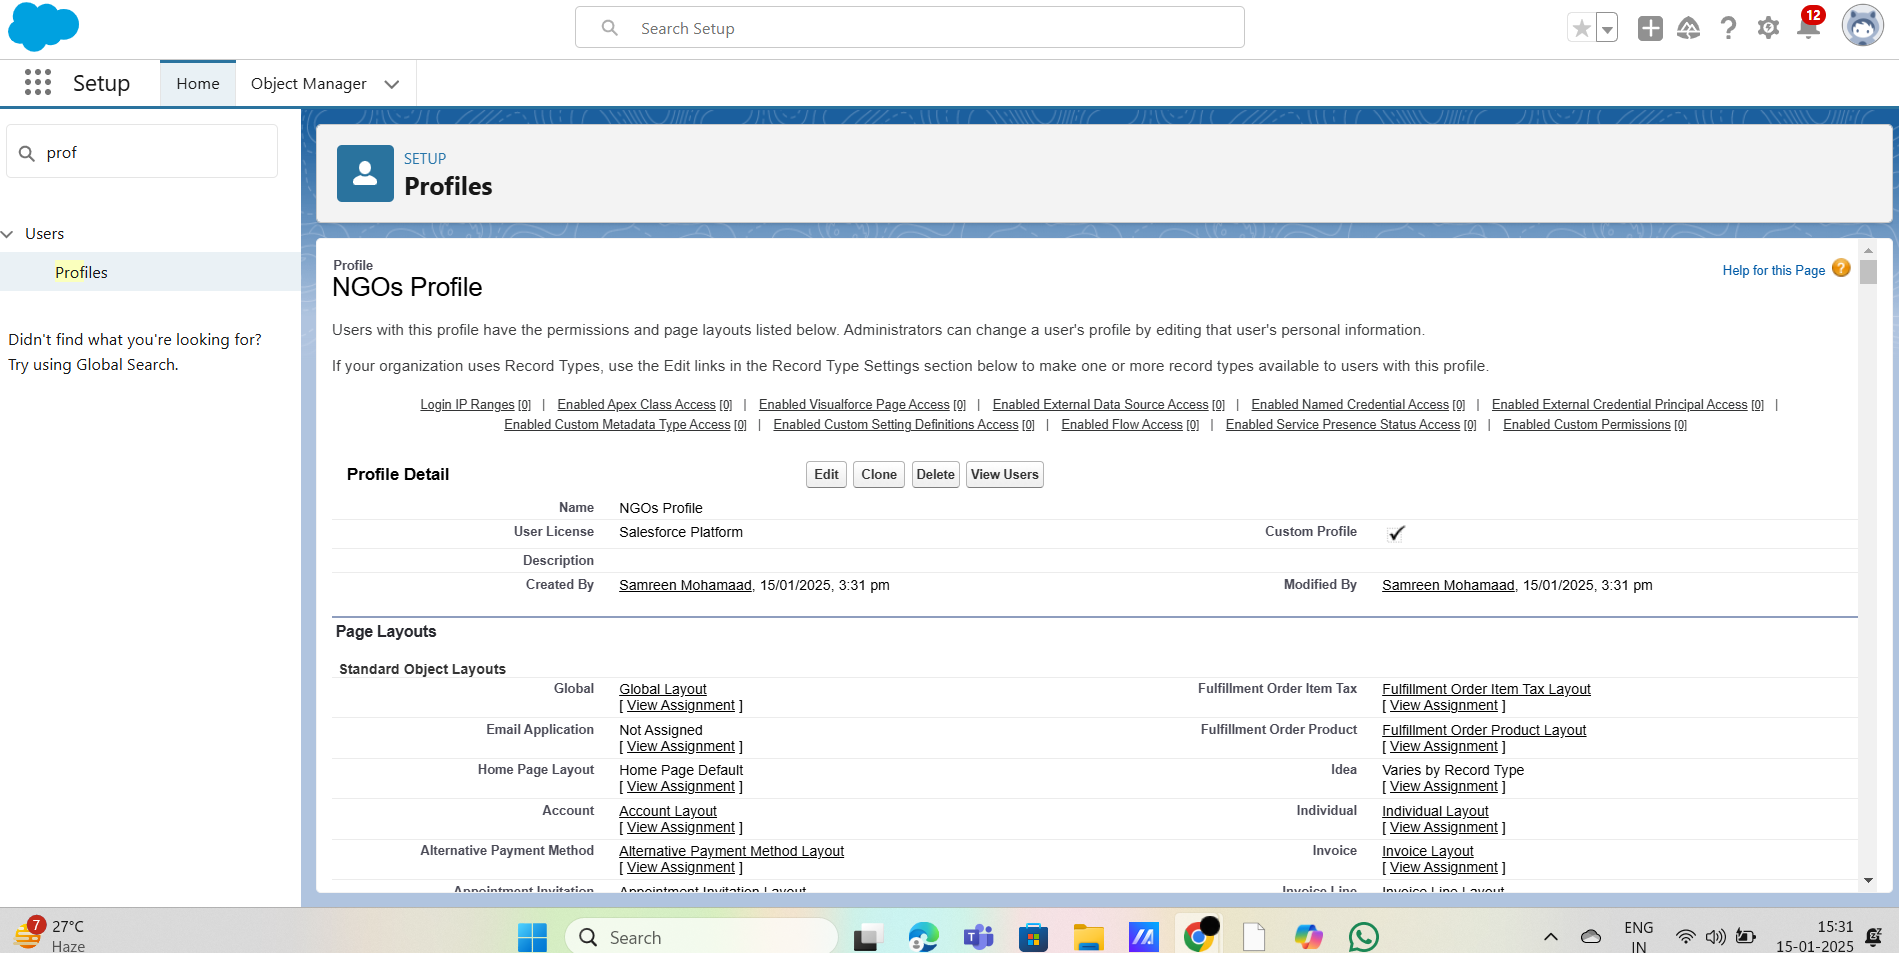 Search Setup
12
Setup
Home
Object Manager
prof
Users
Profiles
Didn't find what you're looking for?
Try using Global Search.
SETUP
Profiles
Profile
NGOs Profile
Help for this Page ?
Users with this profile have the permissions and page layouts listed below. Administrators can change a user's profile by editing that user's personal information.
If your organization uses Record Types, use the Edit links in the Record Type Settings section below to make one or more record types available to users with this profile.
Login IP Ranges [0] | Enabled Apex Class Access [0] | Enabled Visualforce Page Access [0] | Enabled External Data Source Access [0] | Enabled Named Credential Access [0] | Enabled External Credential Principal Access [0] |
Enabled Custom Metadata Type Access [0] | Enabled Custom Setting Definitions Access [0] | Enabled Flow Access [0] | Enabled Service Presence Status Access [0] | Enabled Custom Permissions [0]
Profile Detail Edit Clone Delete View Users
Name NGOs Profile
User License Salesforce Platform Custom Profile
Description
Created By Samreen Mohamaad, 15/01/2025, 3:31 pm Modified By Samreen Mohamaad, 15/01/2025, 3:31 pm
Page Layouts
Standard Object Layouts
Global Global Layout Fulfillment Order Item Tax Fulfillment Order Item Tax Layout
[ View Assignment ] [ View Assignment ]
Email Application Not Assigned Fulfillment Order Product Fulfillment Order Product Layout
[ View Assignment ] [ View Assignment ]
Home Page Layout Home Page Default Idea Varies by Record Type
[ View Assignment ] [ View Assignment ]
Account Account Layout Individual Individual Layout
[ View Assignment ] [ View Assignment ]
Alternative Payment Method Alternative Payment Method Layout Invoice Invoice Layout
[ View Assignment ] [ View Assignment ]
Appointment Invitation Appointment Invitation Layout Invoice Line Invoice Line Layout
7 27°C
Haze
Search
ENG
IN
15:31
15-01-2025